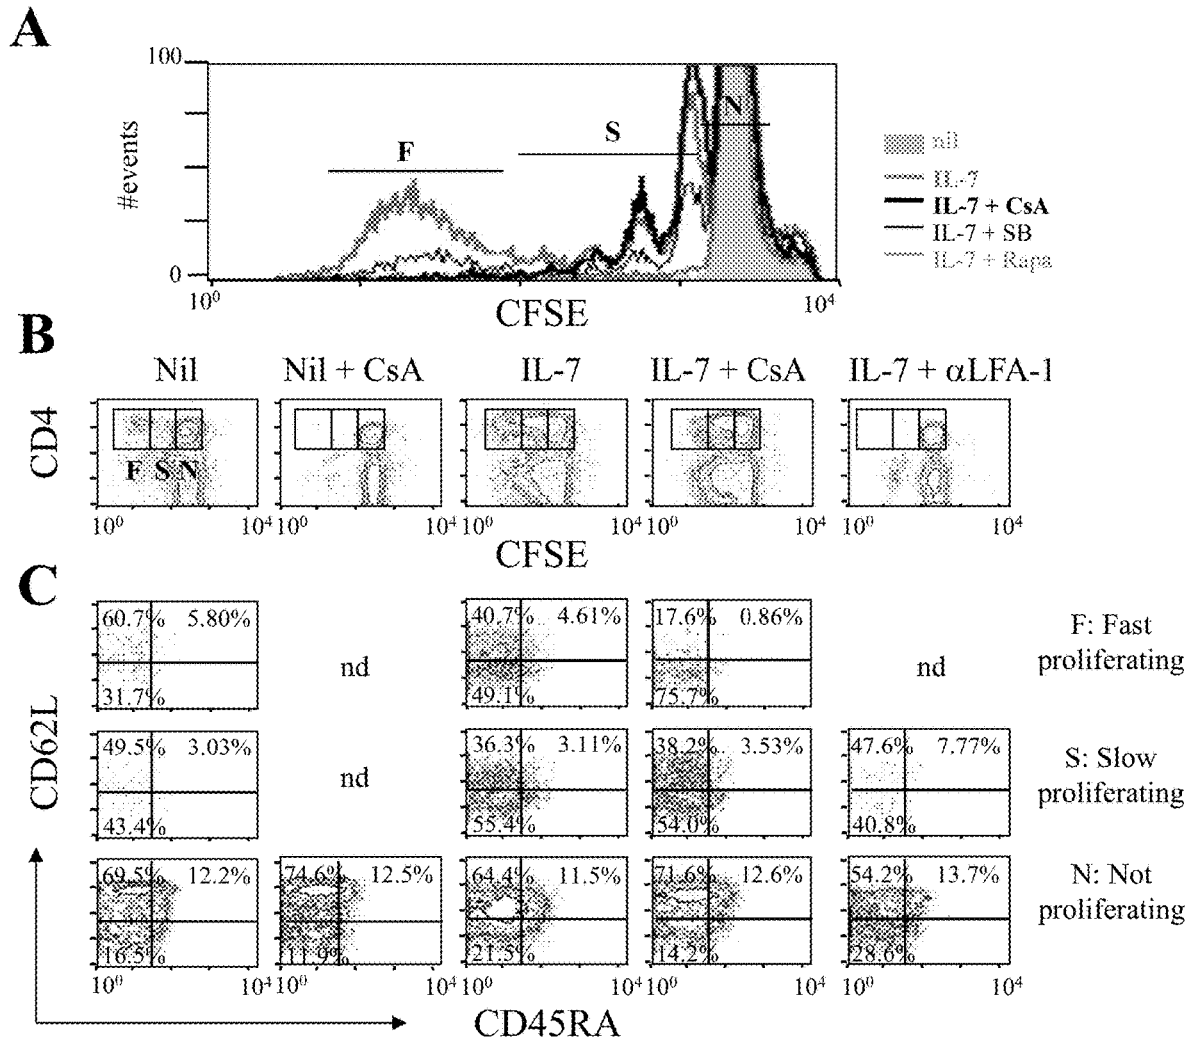 A
100
#events
0
F
S
N
nil
IL-7
IL-7 + CsA
IL-7 + SB
IL-7 + Rapa
10⁰
10⁴
CFSE
B
Nil
Nil + CsA
IL-7
IL-7 + CsA
IL-7 + αLFA-1
CD4
F S N
10⁰ 10⁴ 10⁰ 10⁴ 10⁰ 10⁴ 10⁰ 10⁴ 10⁰ 10⁴
CFSE
C
CD62L
60.7% 5.80%
31.7%
nd
40.7% 4.61%
49.1%
17.6% 0.86%
75.7%
nd
F: Fast
proliferating
49.5% 3.03%
43.4%
nd
36.3% 3.11%
55.4%
38.2% 3.53%
54.0%
47.6% 7.77%
40.8%
S: Slow
proliferating
69.5% 12.2%
16.5%
74.6% 12.5%
11.9%
64.4% 11.5%
21.5%
71.6% 12.6%
14.2%
54.2% 13.7%
28.6%
N: Not
proliferating
10⁰ 10⁴ 10⁰ 10⁴ 10⁰ 10⁴ 10⁰ 10⁴ 10⁰ 10⁴
CD45RA